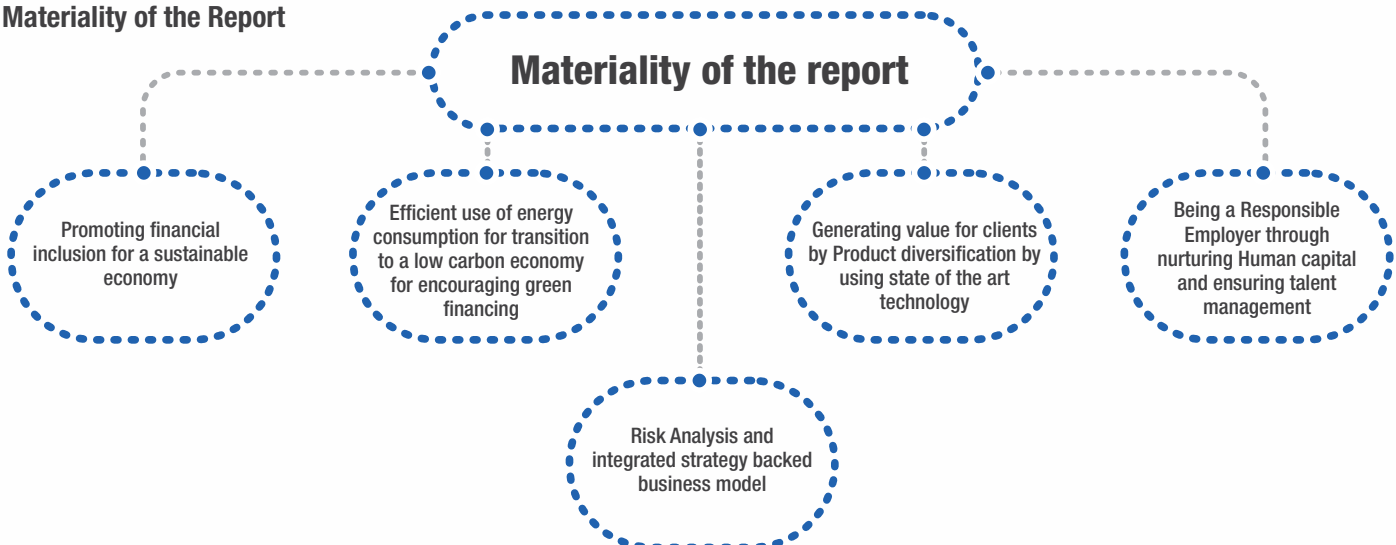 Materiality of the Report
Materiality of the report
Promoting financial
inclusion for a sustainable
economy
Efficient use of energy
consumption for transition
to a low carbon economy
for encouraging green
financing
Generating value for clients
by Product diversification by
using state of the art
technology
Being a Responsible
Employer through
nurturing Human capital
and ensuring talent
management
Risk Analysis and
integrated strategy backed
business model